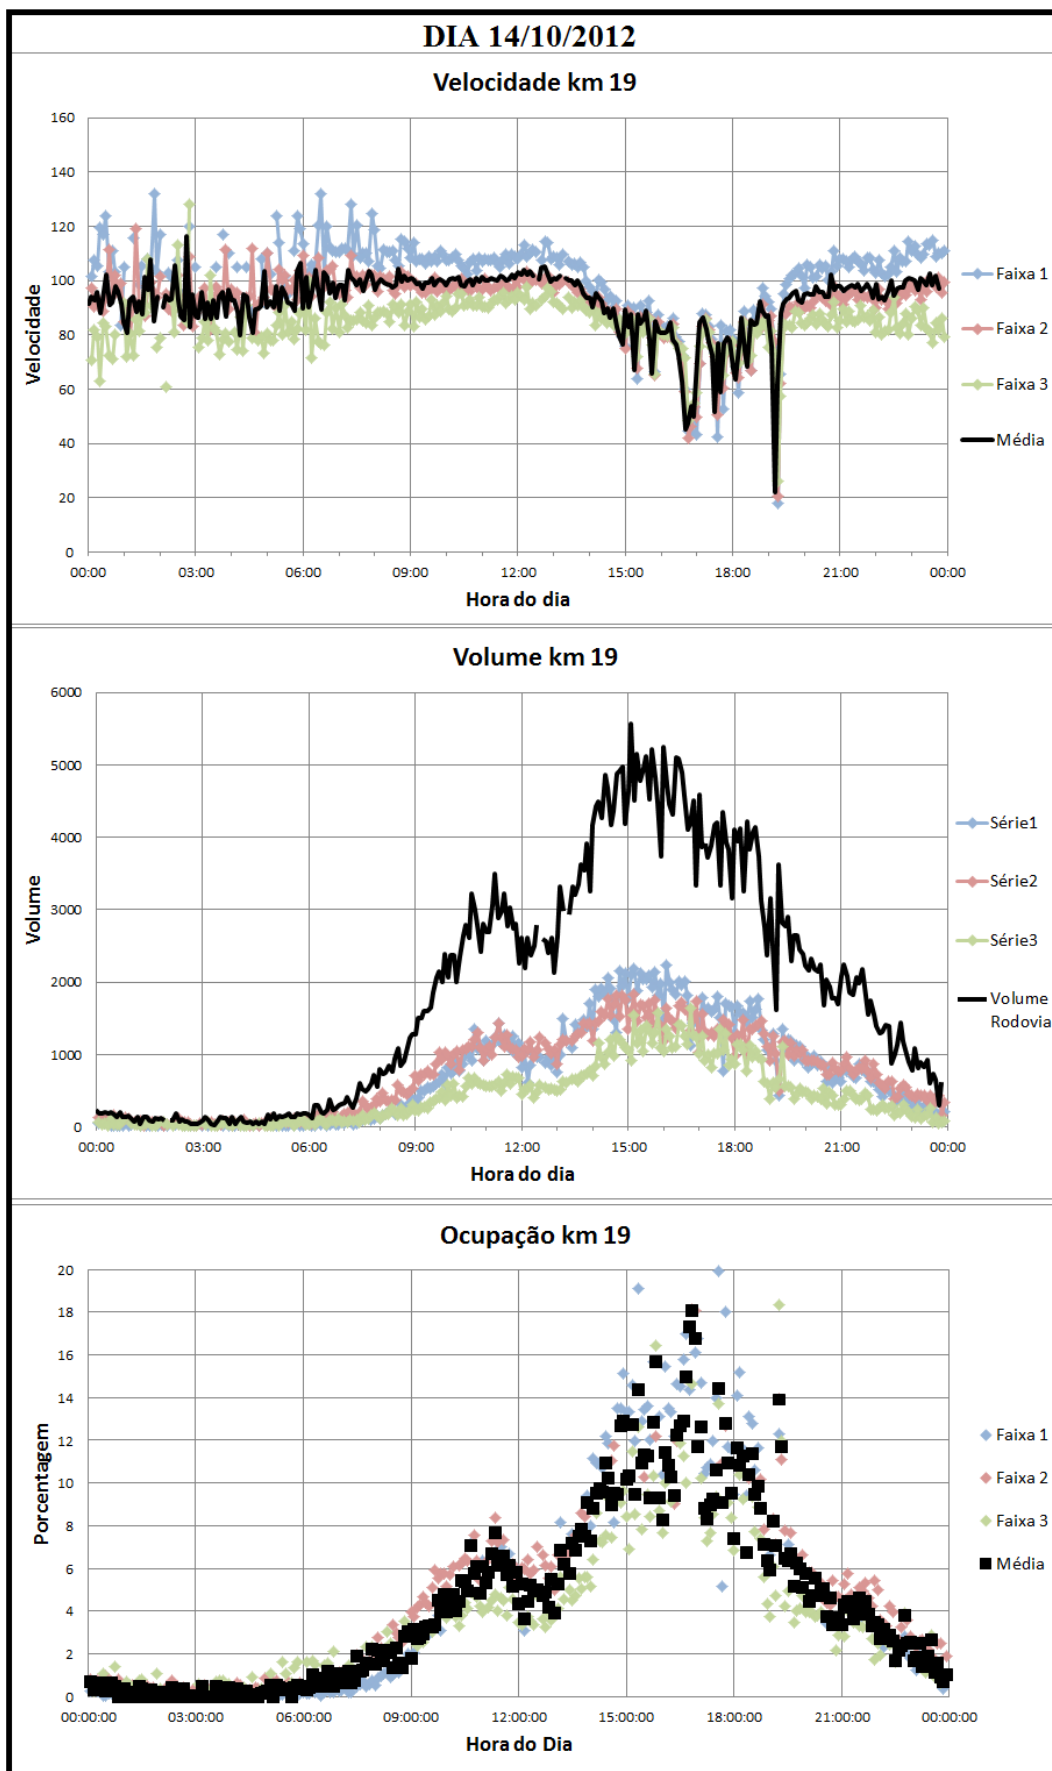 DIA 14/10/2012
Velocidade km 19
160
140
120
100
80
60
40
20
0
Velocidade
00:00 03:00 06:00 09:00 12:00 15:00 18:00 21:00 00:00
Hora do dia
Faixa 1
Faixa 2
Faixa 3
Média
Volume km 19
6000
5000
4000
3000
2000
1000
0
Volume
00:00 03:00 06:00 09:00 12:00 15:00 18:00 21:00 00:00
Hora do dia
Série1
Série2
Série3
Volume
Rodovia
Ocupação km 19
20
18
16
14
12
10
8
6
4
2
0
Porcentagem
00:00:00 03:00:00 06:00:00 09:00:00 12:00:00 15:00:00 18:00:00 21:00:00 00:00:00
Hora do Dia
Faixa 1
Faixa 2
Faixa 3
Média